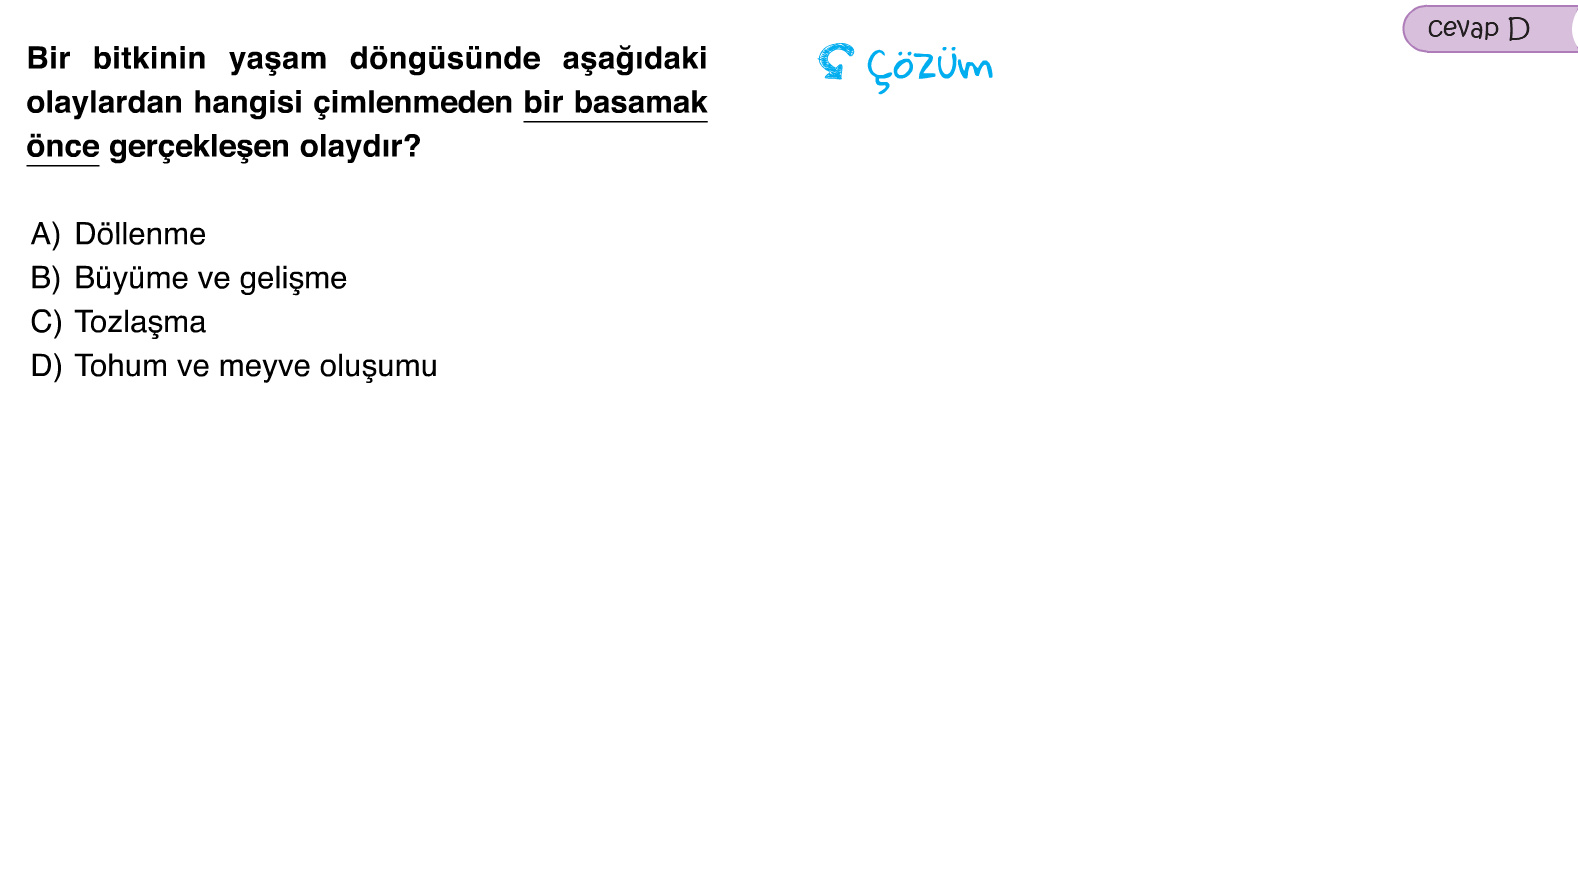 Bir bitkinin yaşam döngüsünde aşağıdaki
olaylardan hangisi çimlenmeden bir basamak
önce gerçekleşen olaydır?
A) Döllenme
B) Büyüme ve gelişme
C) Tozlaşma
D) Tohum ve meyve oluşumu
Çözüm
cevap D